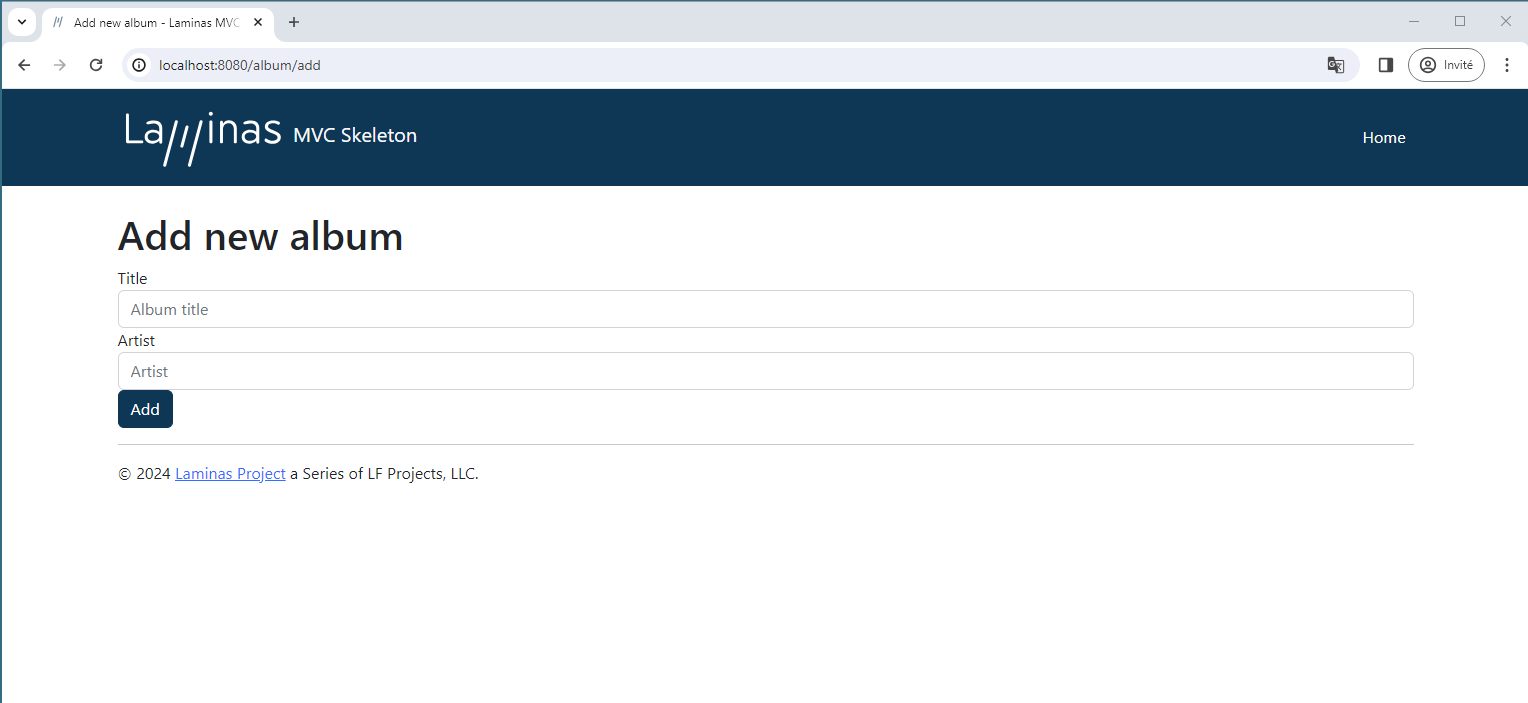 Add new album - Laminas MVC
localhost:8080/album/add
Invité
Laminas MVC Skeleton
Home
Add new album
Title
Album title
Artist
Artist
Add
© 2024 Laminas Project a Series of LF Projects, LLC.